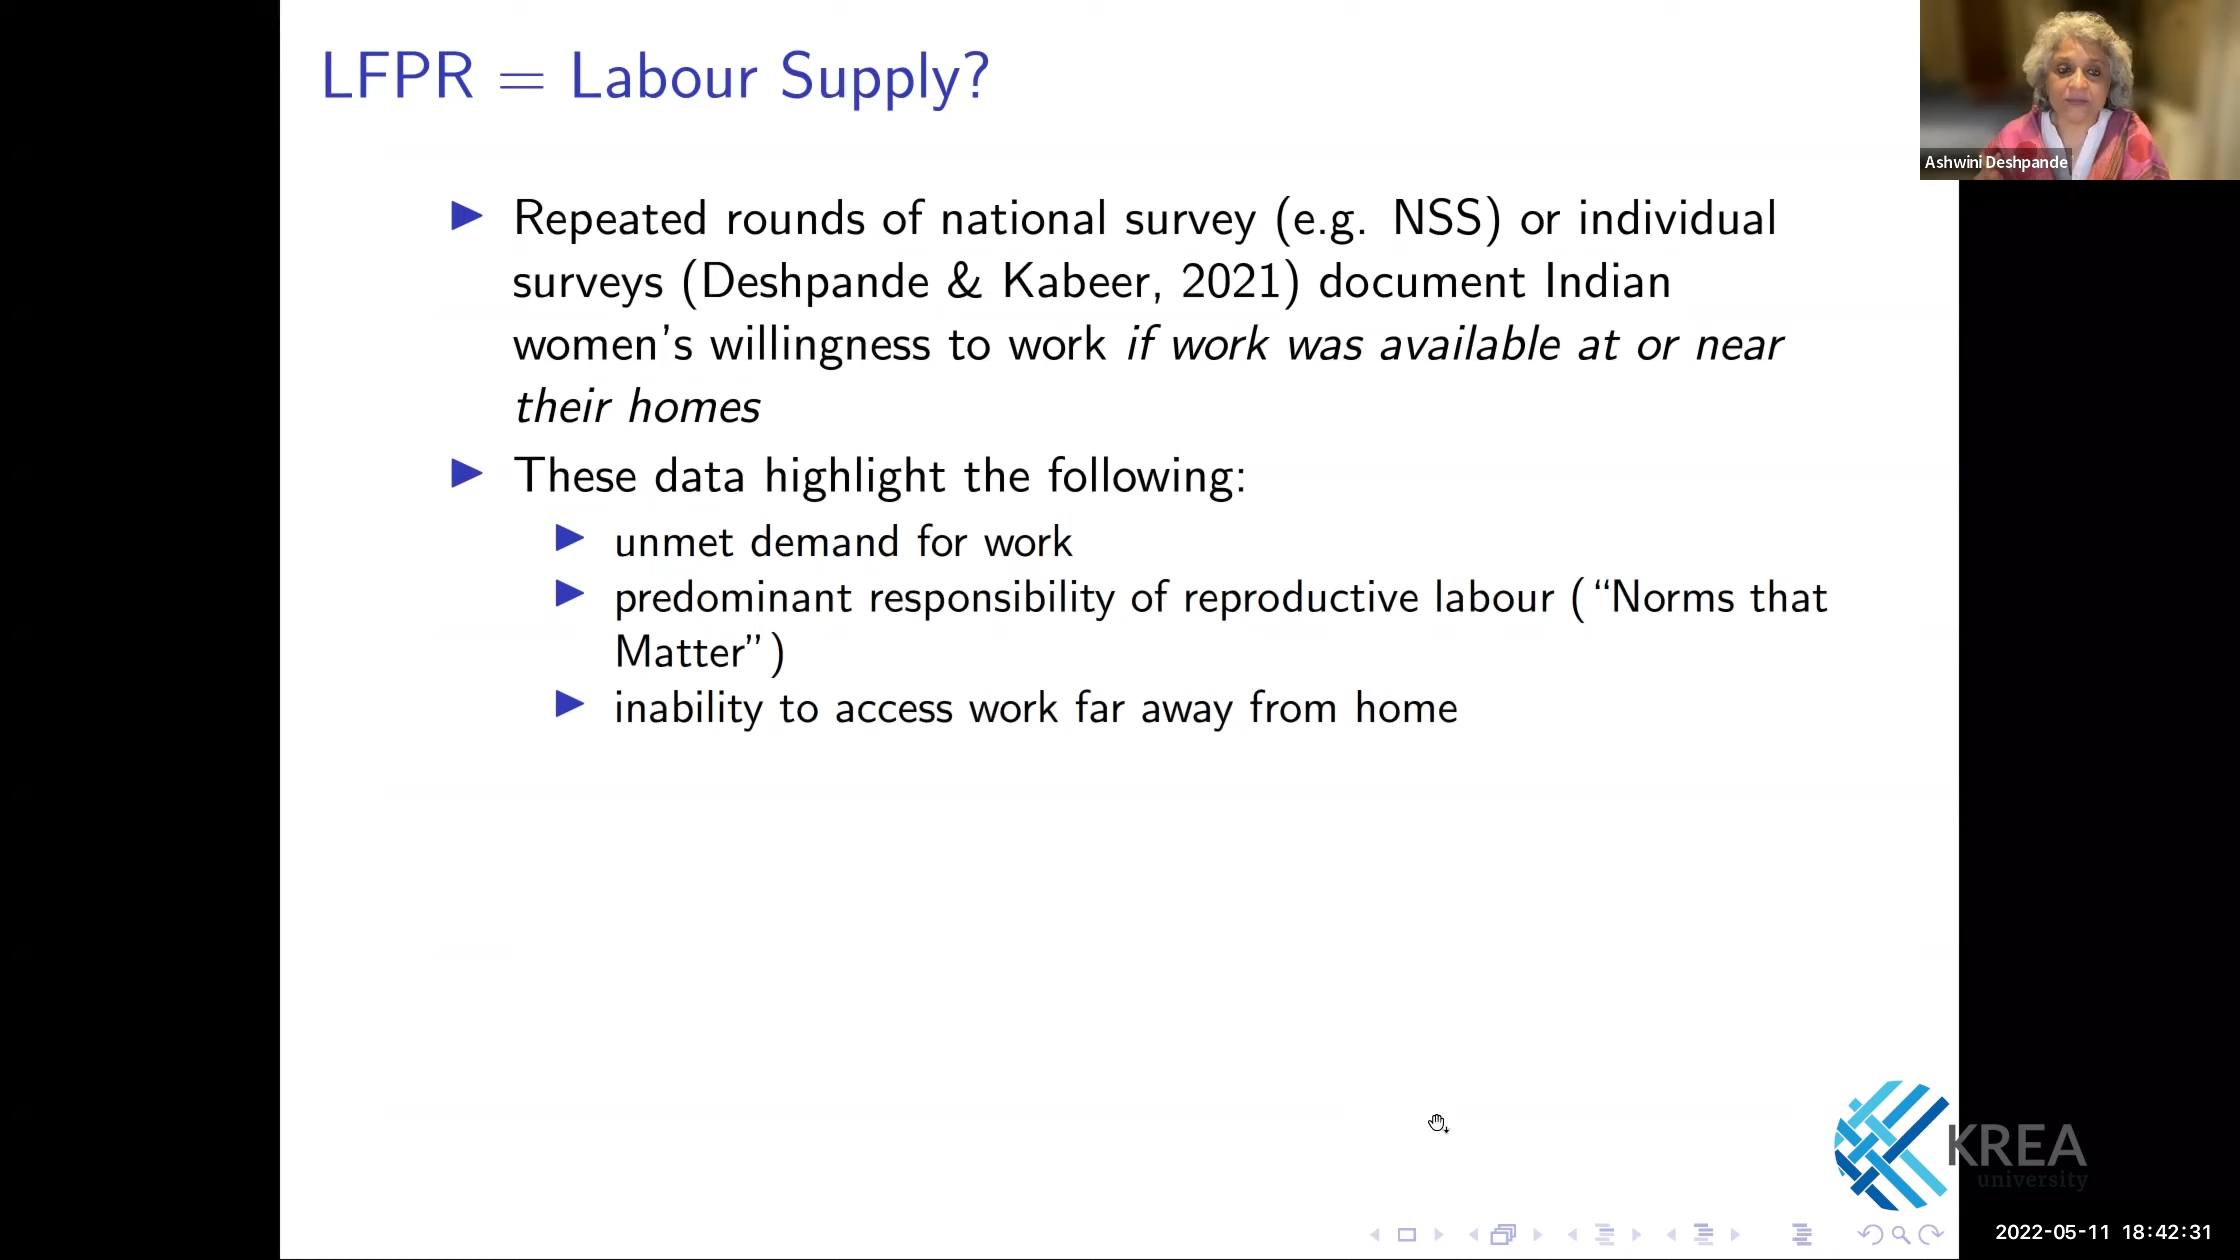 LFPR = Labour Supply?
Ashwini Deshpande
Repeated rounds of national survey (e.g. NSS) or individual
surveys (Deshpande & Kabeer, 2021) document Indian
women's willingness to work if work was available at or near
their homes
These data highlight the following:
unmet demand for work
predominant responsibility of reproductive labour (“Norms that
Matter”)
inability to access work far away from home
KREA
university
2022-05-11 18:42:31